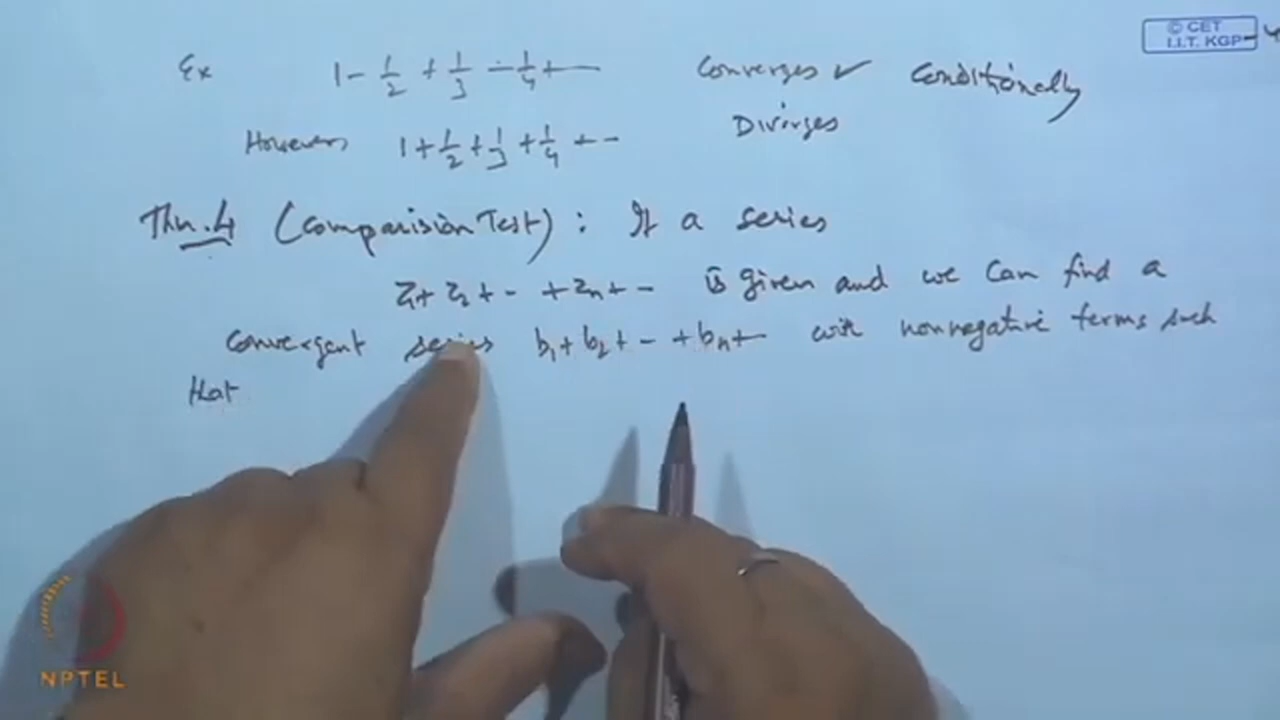 © CET
I.I.T. KGP
Ex 1 - 1/2 + 1/3 - 1/4 + — Converges ✓ Conditionally
However 1 + 1/2 + 1/3 + 1/4 + -- Diverges
Thm. 4 (Comparision Test) : If a series
z₁ + z₂ + - + zₙ + - is given and we can find a
convergant series b₁ + b₂ + - + bₙ + — with nonnegative terms such
that
NPTEL